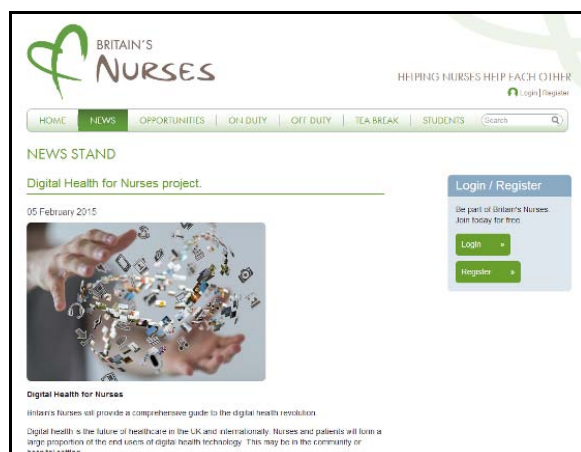 BRITAIN'S
NURSES
HELPING NURSES HELP EACH OTHER
Login | Register
HOME NEWS OPPORTUNITIES ON DUTY OFF DUTY TEA BREAK STUDENTS Search
NEWS STAND
Digital Health for Nurses project.
05 February 2015
Login / Register
Be part of Britain's Nurses.
Join today for free
Login »
Register »
Digital Health for Nurses
Britain's Nurses will provide a comprehensive guide to the digital health revolution.
Digital health is the future of healthcare in the UK and internationally. Nurses and patients will form a
large proportion of the end users of digital health technology. This may be in the community or
hospital setting